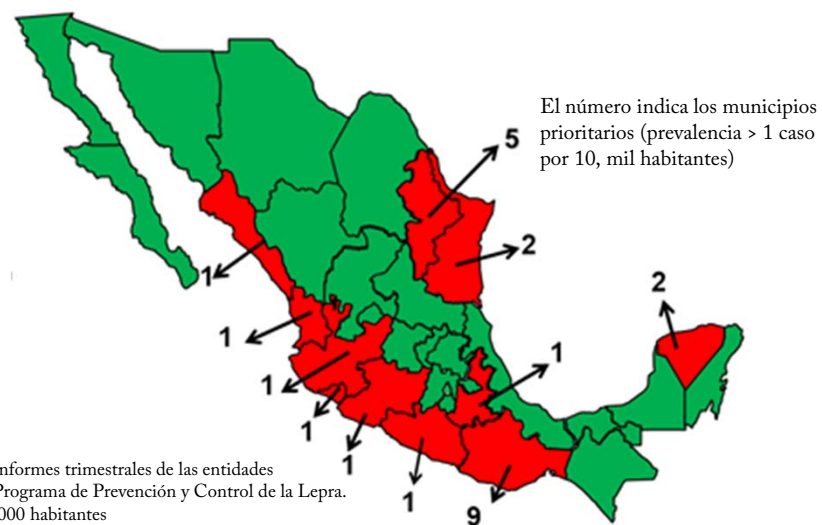 El número indica los municipios
prioritarios (prevalencia > 1 caso
por 10, mil habitantes)
5
2
1
2
1
1
1
1
1
1
9
nformes trimestrales de las entidades
Programa de Prevención y Control de la Lepra.
000 habitantes